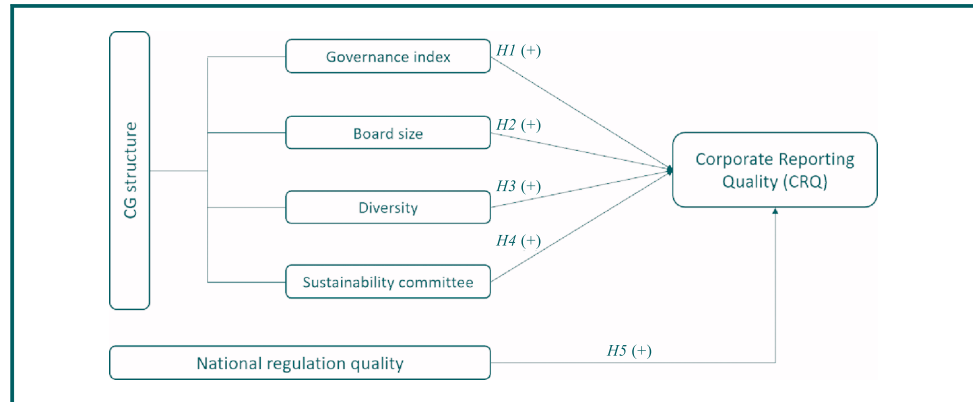 CG structure
Governance index
H1 (+)
Board size
H2 (+)
Diversity
H3 (+)
Sustainability committee
H4 (+)
Corporate Reporting
Quality (CRQ)
National regulation quality
H5 (+)